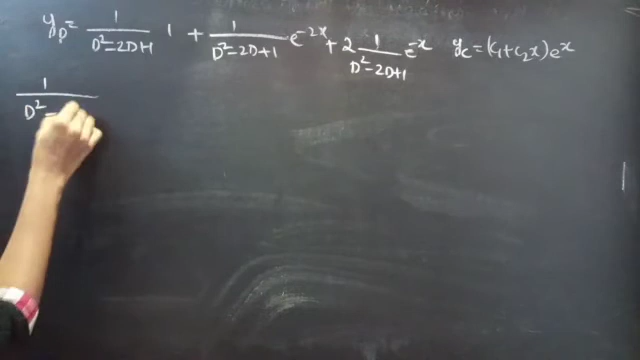 y_p = 1/(D²-2D+1) 1 + 1/(D²-2D+1) e^{-2x} + 2 1/(D²-2D+1) e^{-x} y_c = (c₁+c₂x)e^x
1/(D²-